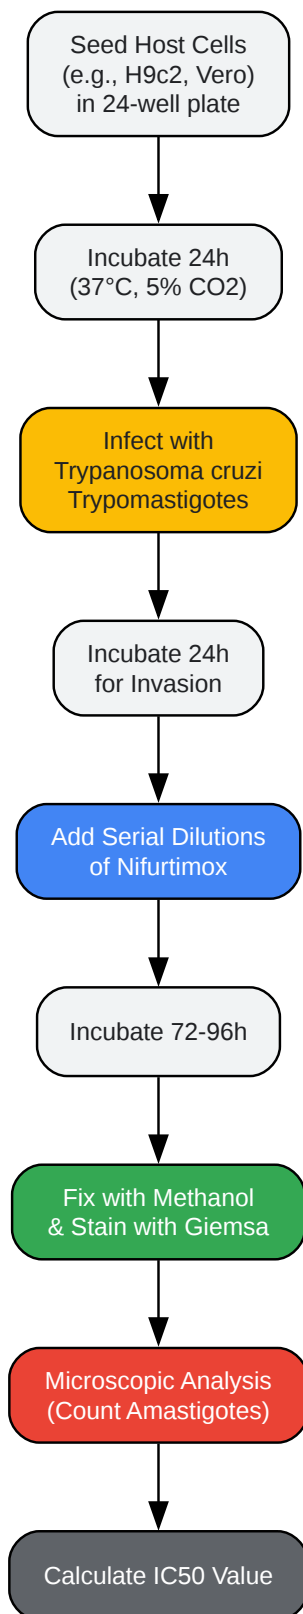 Seed Host Cells
(e.g., H9c2, Vero)
in 24-well plate
Incubate 24h
(37°C, 5% CO2)
Infect with
Trypanosoma cruzi
Trypomastigotes
Incubate 24h
for Invasion
Add Serial Dilutions
of Nifurtimox
Incubate 72-96h
Fix with Methanol
& Stain with Giemsa
Microscopic Analysis
(Count Amastigotes)
Calculate IC50 Value